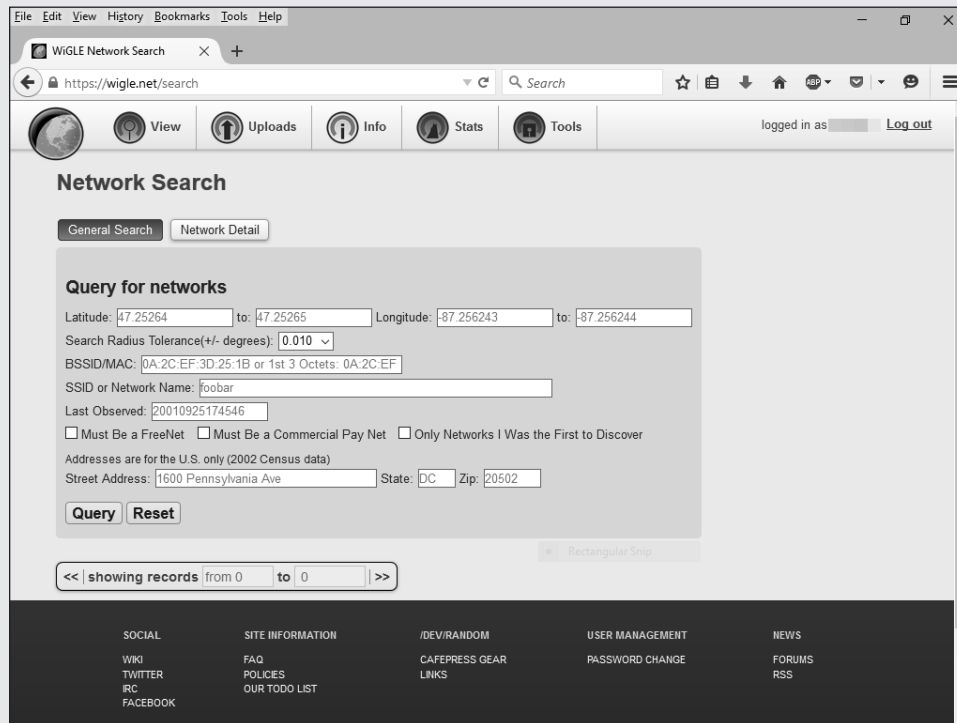 File Edit View History Bookmarks Tools Help
WiGLE Network Search
https://wigle.net/search
Search
ABP
View Uploads Info Stats Tools
logged in as Log out
Network Search
General Search Network Detail
Query for networks
Latitude: 47.25264 to: 47.25265 Longitude: -87.256243 to: -87.256244
Search Radius Tolerance(+/- degrees): 0.010
BSSID/MAC: 0A:2C:EF:3D:25:1B or 1st 3 Octets: 0A:2C:EF
SSID or Network Name: foobar
Last Observed: 20010925174546
Must Be a FreeNet Must Be a Commercial Pay Net Only Networks I Was the First to Discover
Addresses are for the U.S. only (2002 Census data)
Street Address: 1600 Pennsylvania Ave State: DC Zip: 20502
Query Reset
Rectangular Snip
<< | showing records from 0 to 0 | >>
SOCIAL SITE INFORMATION /DEV/RANDOM USER MANAGEMENT NEWS
WIKI FAQ CAFEPRESS GEAR PASSWORD CHANGE FORUMS
TWITTER POLICIES LINKS RSS
IRC OUR TODO LIST
FACEBOOK